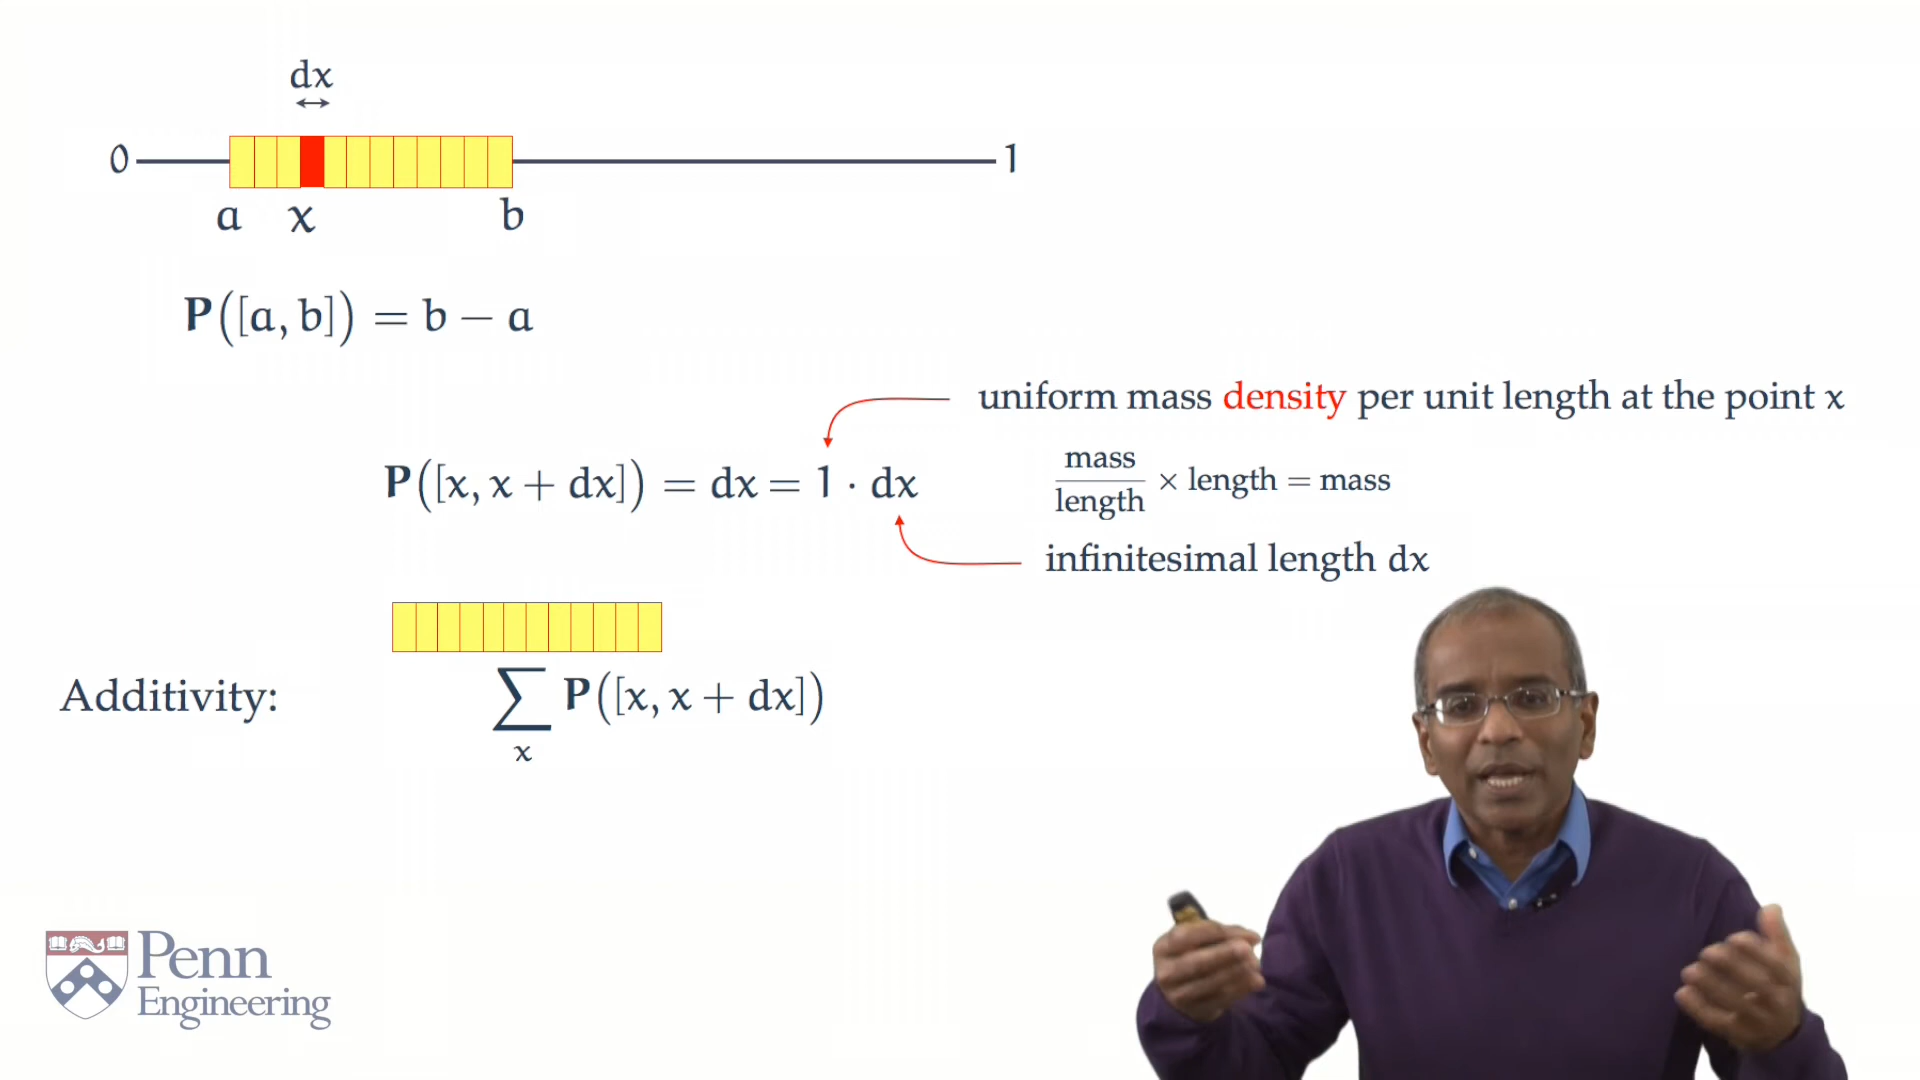 dx
0 1
a x b
P([a, b]) = b − a
uniform mass density per unit length at the point x
P([x, x + dx]) = dx = 1 · dx
mass
length × length = mass
infinitesimal length dx
Additivity: ∑ P([x, x + dx])
x
Penn
Engineering